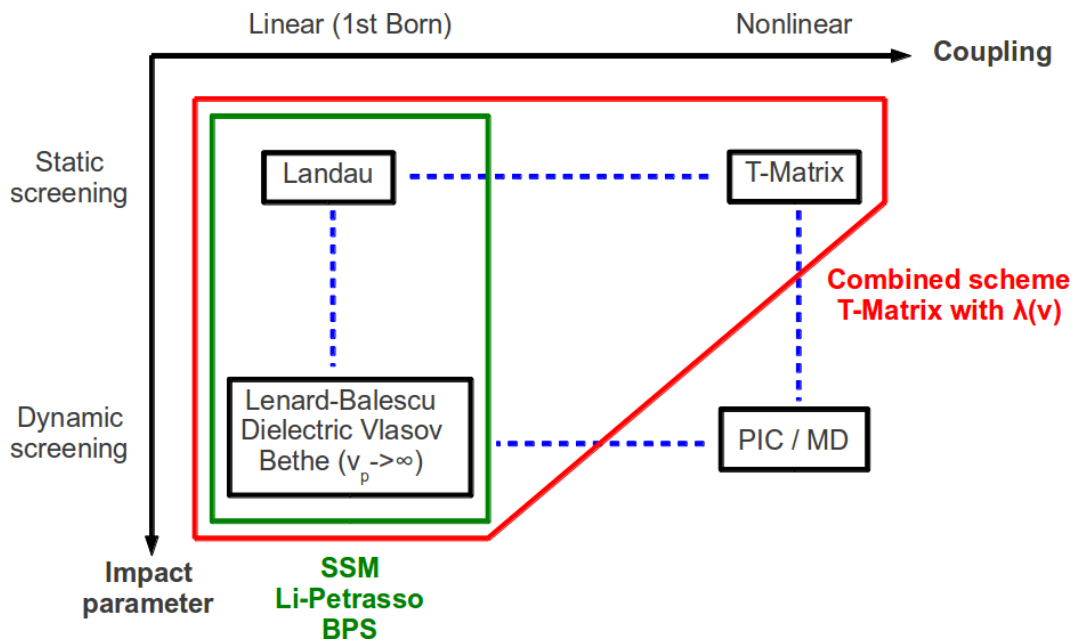 Linear (1st Born)
Nonlinear
Coupling
Static
screening
Landau
T-Matrix
Combined scheme
T-Matrix with λ(v)
Dynamic
screening
Lenard-Balescu
Dielectric Vlasov
Bethe (vp->∞)
PIC / MD
Impact
parameter
SSM
Li-Petrasso
BPS